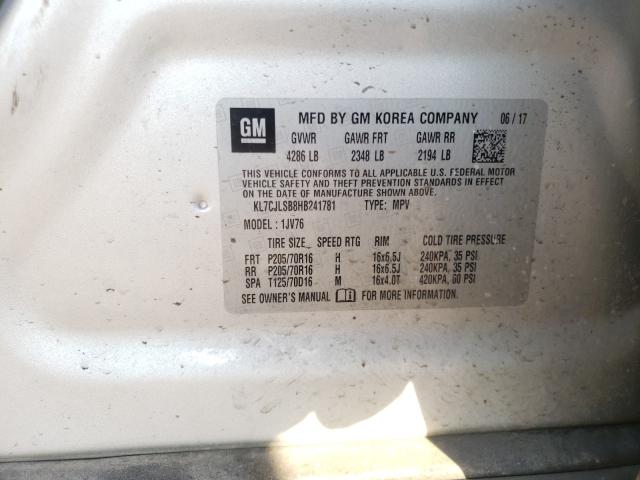 GM MFD BY GM KOREA COMPANY 06/17
GVWR GAWR FRT GAWR RR
4286 LB 2348 LB 2194 LB
THIS VEHICLE CONFORMS TO ALL APPLICABLE U.S. FEDERAL MOTOR
VEHICLE SAFETY, BUMPER, AND THEFT PREVENTION STANDARDS IN EFFECT
ON THE DATE OF MANUFACTURE SHOWN ABOVE.
KL7CJLSB8HB241781 TYPE: MPV
MODEL: 1JV76
TIRE SIZE SPEED RTG RIM COLD TIRE PRESSURE
FRT P205/70R16 H 16x6.5J 240KPA, 35 PSI
RR P205/70R16 H 16x6.5J 240KPA, 35 PSI
SPA T125/70D16 M 16x4.0T 420KPA, 60 PSI
SEE OWNER'S MANUAL FOR MORE INFORMATION.